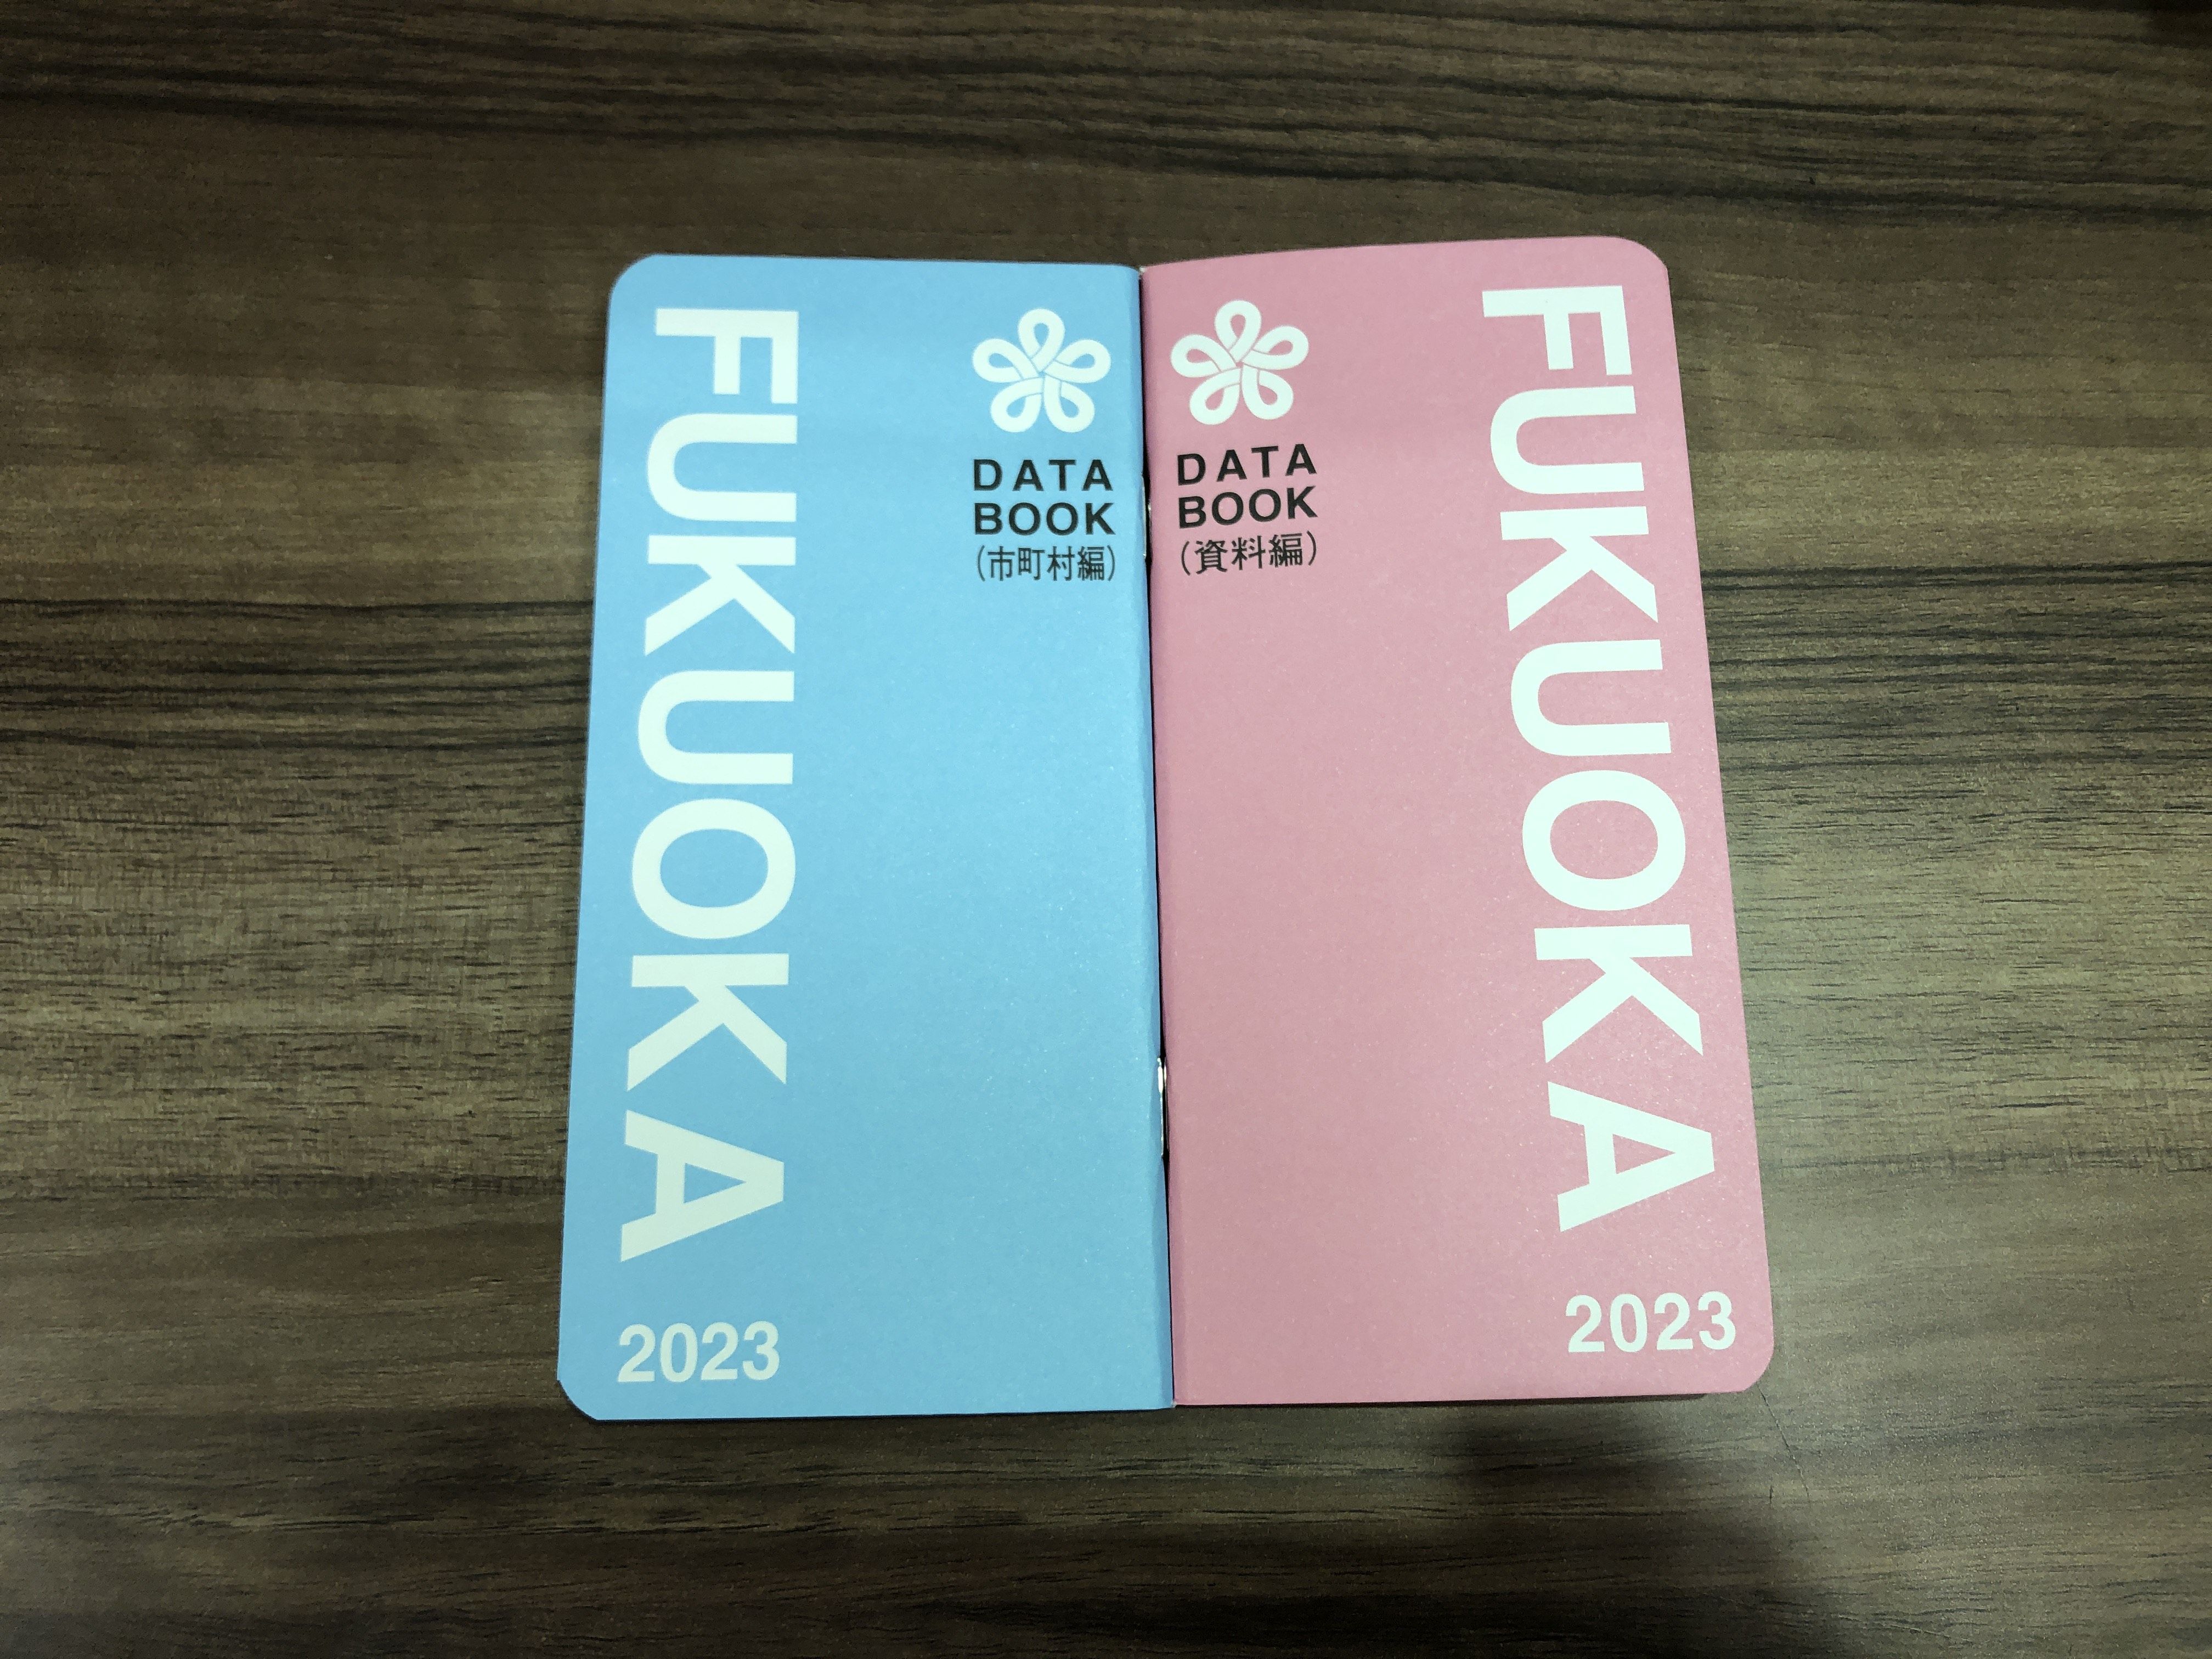 FUKUOKA
DATA
BOOK
(市町村編)
2023
DATA
BOOK
(資料編)
FUKUOKA
2023